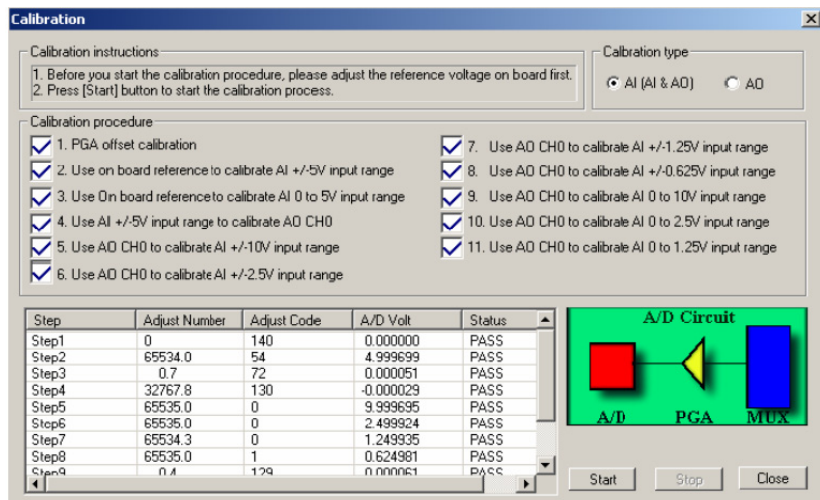 Calibration
Calibration instructions
1. Before you start the calibration procedure, please adjust the reference voltage on board first.
2. Press [Start] button to start the calibration process.
Calbration type
AI (AI & AO)
AO
Calibration procedure
1. PGA offset calibration
2. Use on board reference to calibrate AI +/-5V input range
3. Use On board reference to calibrate AI 0 to 5V input range
4. Use AI +/-5V input range to calibrate AO CH0
5. Use AO CH0 to calibrate AI +/-10V input range
6. Use AO CH0 to calibrate AI +/-2.5V input range
7. Use AO CH0 to calibrate AI +/-1.25V input range
8. Use AO CH0 to calibrate AI +/-0.625V input range
9. Use AO CH0 to calibrate AI 0 to 10V input range
10. Use AO CH0 to calibrate AI 0 to 2.5V input range
11. Use AO CH0 to calibrate AI 0 to 1.25V input range
Step Adjust Number Adjust Code A/D Volt Status
Step1 0 140 0.000000 PASS
Step2 65534.0 54 4.999699 PASS
Step3 0.7 72 0.000051 PASS
Step4 32767.8 130 -0.000029 PASS
Step5 65535.0 0 9.999695 PASS
Step6 65535.0 0 2.499924 PASS
Step7 65534.3 0 1.249935 PASS
Step8 65535.0 1 0.624981 PASS
Step9 0.4 129 0.000061 PASS
A/D Circuit
A/D PGA MUX
Start
Stop
Close